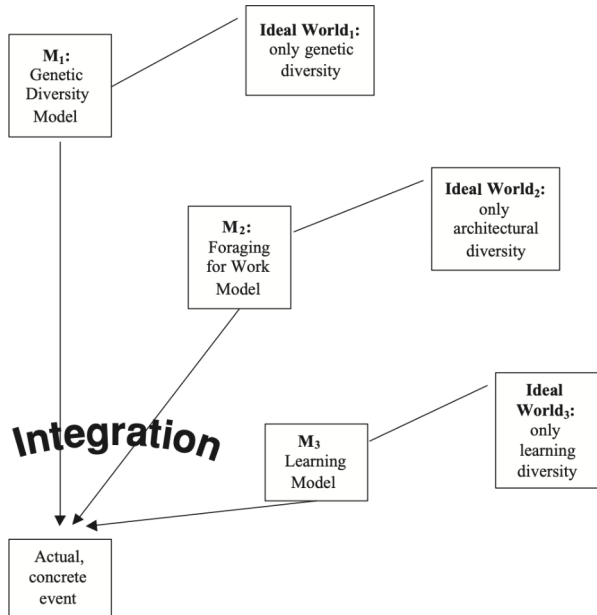 Ideal World₁:
only genetic
diversity
M₁:
Genetic
Diversity
Model
Ideal World₂:
only
architectural
diversity
M₂:
Foraging
for Work
Model
Ideal
World₃:
only
learning
diversity
Integration
M₃
Learning
Model
Actual,
concrete
event